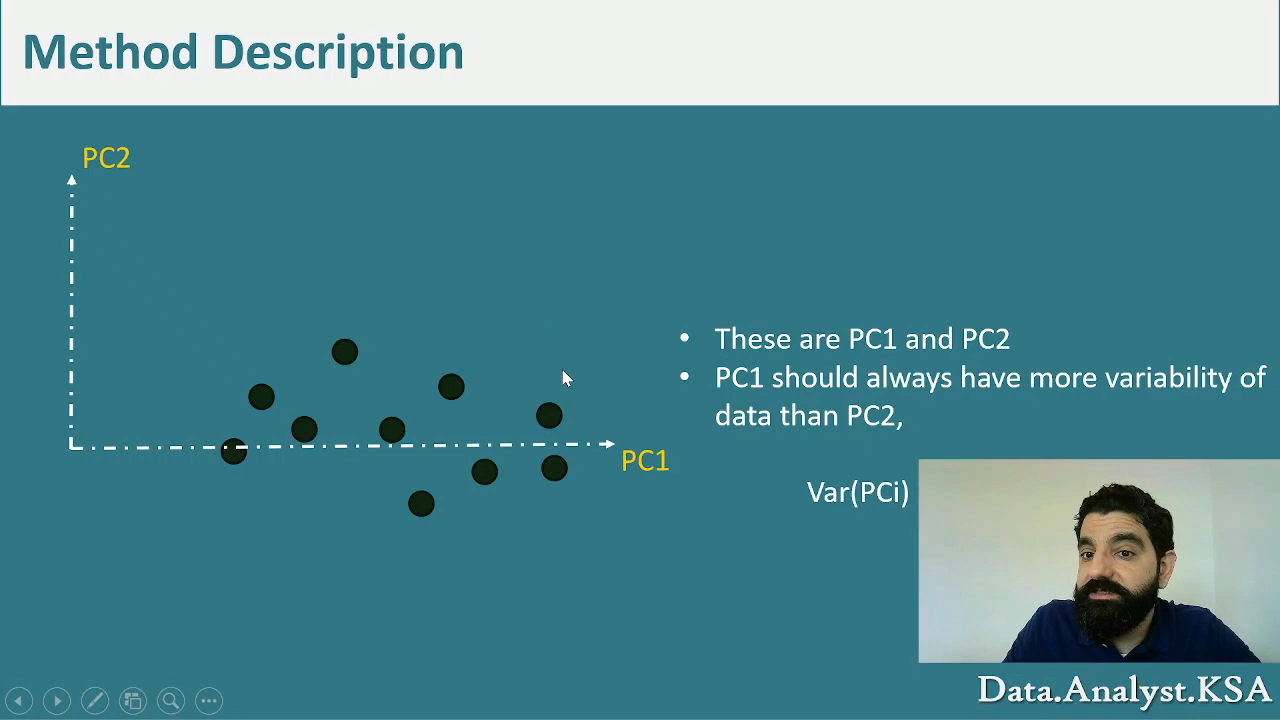 Method Description
PC2
PC1
• These are PC1 and PC2
• PC1 should always have more variability of
data than PC2,
Var(PCi)
Data.Analyst.KSA